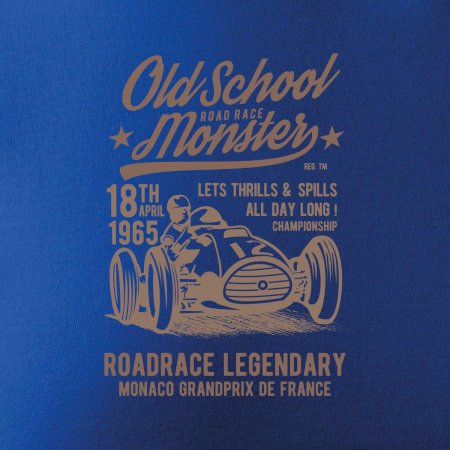 Old School
ROAD RACE
Monster
REG. TM
18TH
APRIL
1965
LETS THRILLS & SPILLS
ALL DAY LONG !
CHAMPIONSHIP
ROADRACE LEGENDARY
MONACO GRANDPRIX DE FRANCE